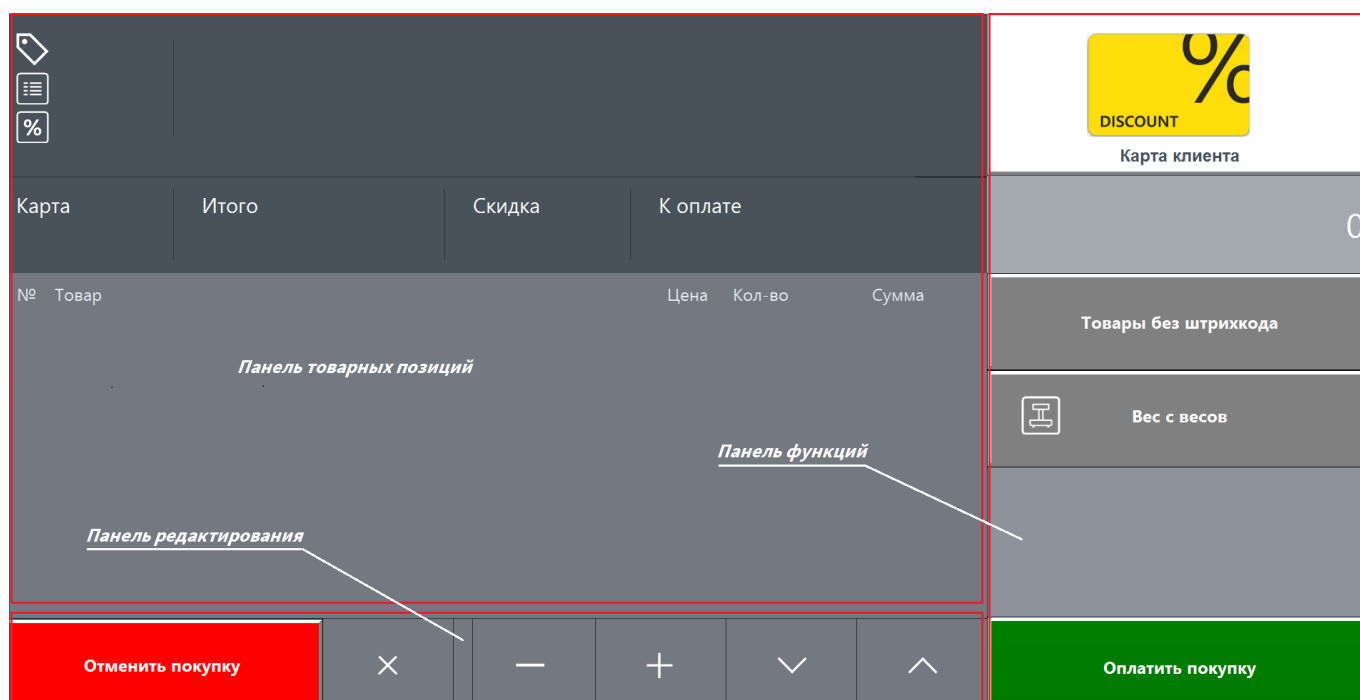 %
DISCOUNT
Карта клиента
%
Карта Итого Скидка К оплате
0
№ Товар Цена Кол-во Сумма
Товары без штрихкода
Панель товарных позиций
Вес с весов
Панель функций
Панель редактирования
Отменить покупку
Оплатить покупку